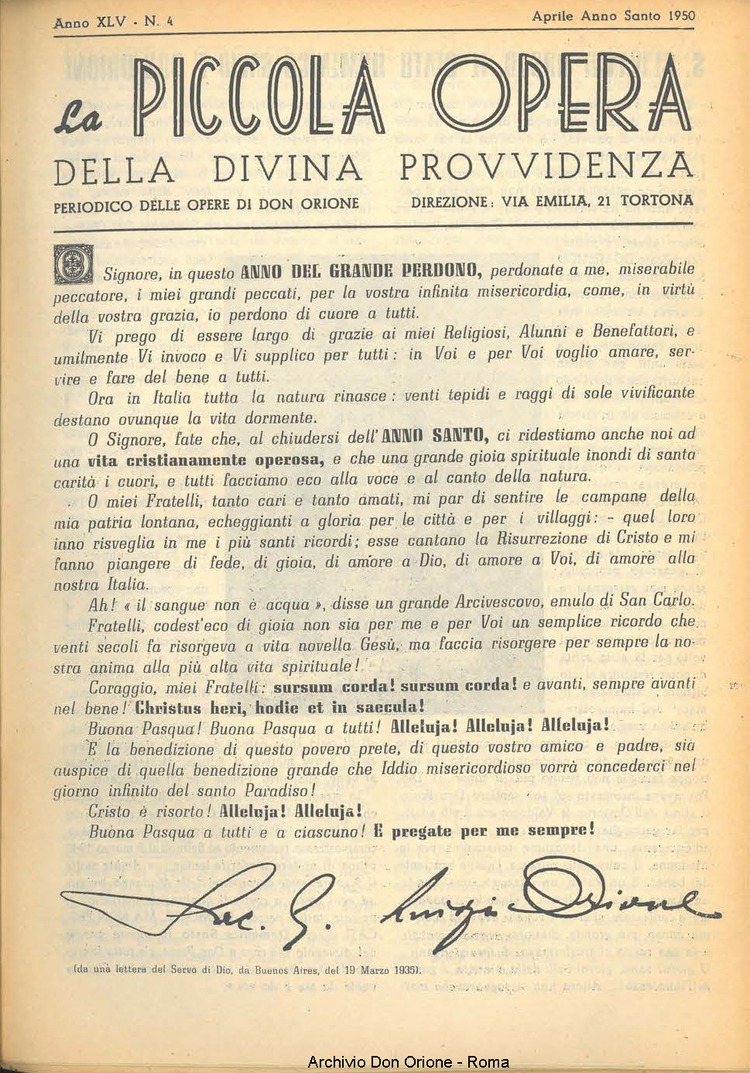 Anno XLV - N. 4 Aprile Anno Santo 1950
La PICCOLA OPERA
DELLA DIVINA PROVVIDENZA
PERIODICO DELLE OPERE DI DON ORIONE DIREZIONE: VIA EMILIA, 21 TORTONA
O Signore, in questo ANNO DEL GRANDE PERDONO, perdonate a me, miserabile
peccatore, i miei grandi peccati, per la vostra infinita misericordia, come, in virtù
della vostra grazia, io perdono di cuore a tutti.
Vi prego di essere largo di grazie ai miei Religiosi, Alunni e Benefattori, e
umilmente Vi invoco e Vi supplico per tutti: in Voi e per Voi voglio amare, ser-
vire e fare del bene a tutti.
Ora in Italia tutta la natura rinasce: venti tepidi e raggi di sole vivificante
destano ovunque la vita dormente.
O Signore, fate che, al chiudersi dell'ANNO SANTO, ci ridestiamo anche noi ad
una vita cristianamente operosa, e che una grande gioia spirituale inondi di santa
carità i cuori, e tutti facciamo eco alla voce e al canto della natura.
O miei Fratelli, tanto cari e tanto amati, mi par di sentire le campane della
mia patria lontana, echeggianti a gloria per le città e per i villaggi: - quel loro
inno risveglia in me i più santi ricordi; esse cantano la Risurrezione di Cristo e mi
fanno piangere di fede, di gioia, di amore a Dio, di amore a Voi, di amore alla
nostra Italia.
Ah! « il sangue non è acqua », disse un grande Arcivescovo, emulo di San Carlo.
Fratelli, codest'eco di gioia non sia per me e per Voi un semplice ricordo che
venti secoli fa risorgeva a vita novella Gesù, ma faccia risorgere per sempre la no-
stra anima alla più alta vita spirituale!
Coraggio, miei Fratelli: sursum corda! sursum corda! e avanti, sempre avanti
nel bene! Christus heri, hodie et in saecula!
Buona Pasqua! Buona Pasqua a tutti! Alleluja! Alleluja! Alleluja!
E la benedizione di questo povero prete, di questo vostro amico e padre, sia
auspice di quella benedizione grande che Iddio misericordioso vorrà concederci nel
giorno infinito del santo Paradiso!
Cristo è risorto! Alleluja! Alleluja!
Buona Pasqua a tutti e a ciascuno! E pregate per me sempre!
Sac. G. Luigi Orione
(da una lettera del Servo di Dio, da Buenos Aires, del 19 Marzo 1935).
Archivio Don Orione - Roma